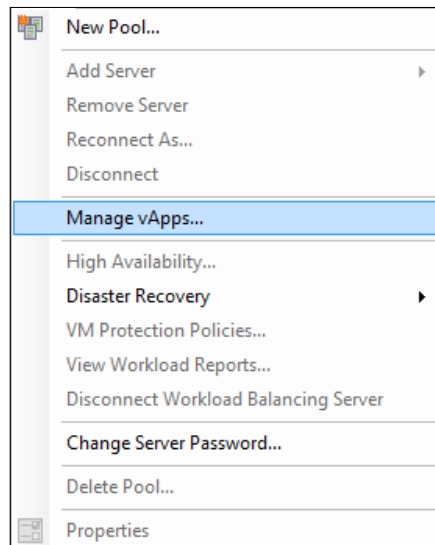 New Pool...
Add Server
Remove Server
Reconnect As...
Disconnect
Manage vApps...
High Availability...
Disaster Recovery
VM Protection Policies...
View Workload Reports...
Disconnect Workload Balancing Server
Change Server Password...
Delete Pool...
Properties